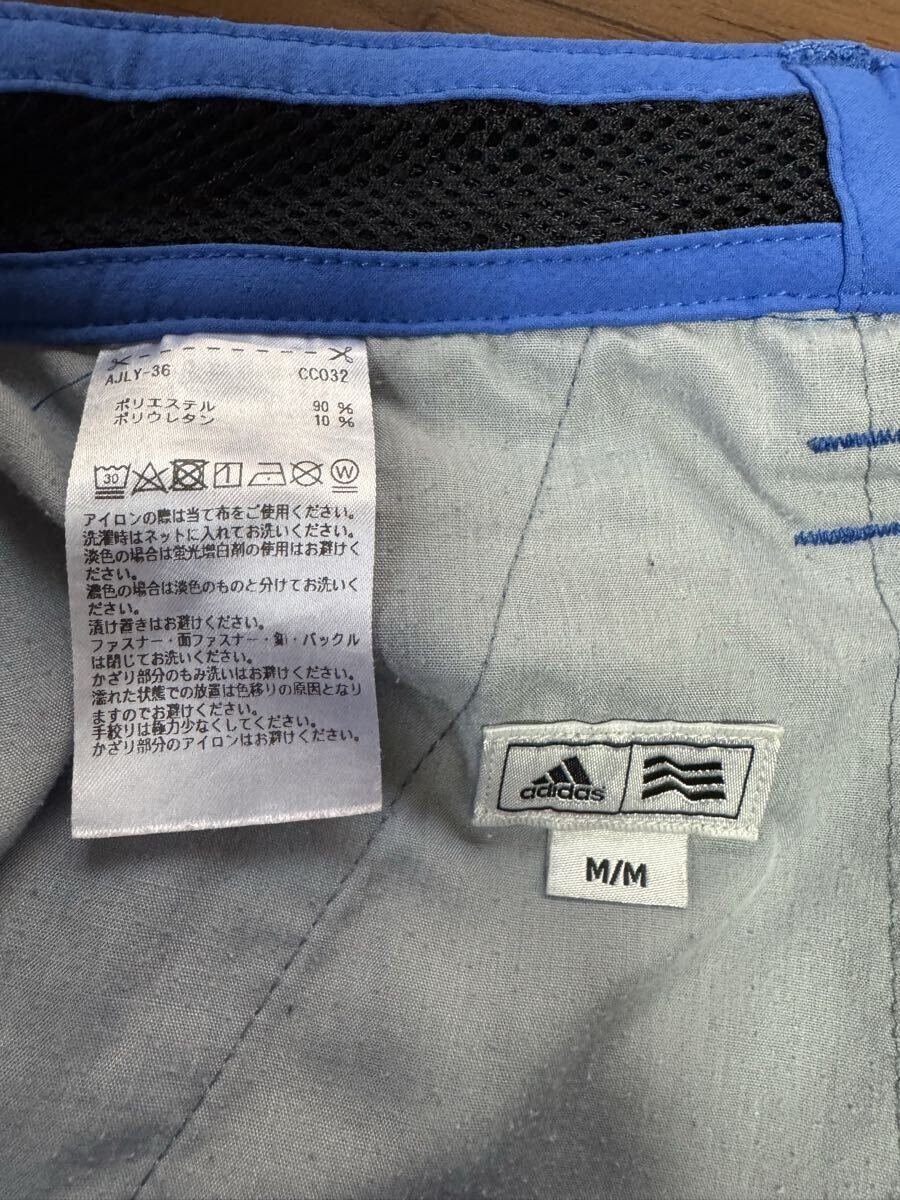 AJLY-36 CC032
ポリエステル 90 %
ポリウレタン 10 %
30 W
アイロンの際は当て布をご使用ください。
洗濯時はネットに入れてお洗いください。
淡色の場合は蛍光増白剤の使用はお避けく
ださい。
濃色の場合は淡色のものと分けてお洗いく
ださい。
漬け置きはお避けください。
ファスナー・面ファスナー・釦・バックル
は閉じてお洗いください。
かざり部分のもみ洗いはお避けください。
濡れた状態での放置は色移りの原因となり
ますのでお避けください。
手絞りは極力少なくしてください。
かざり部分のアイロンはお避けください。
adidas
M/M